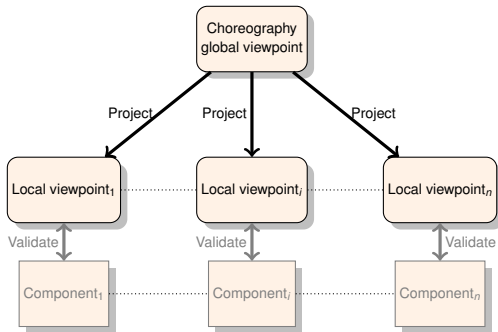 Choreography
global viewpoint
Project Project Project
Local viewpoint₁ Local viewpointᵢ Local viewpointₙ
Validate Validate Validate
Component₁ Componentᵢ Componentₙ